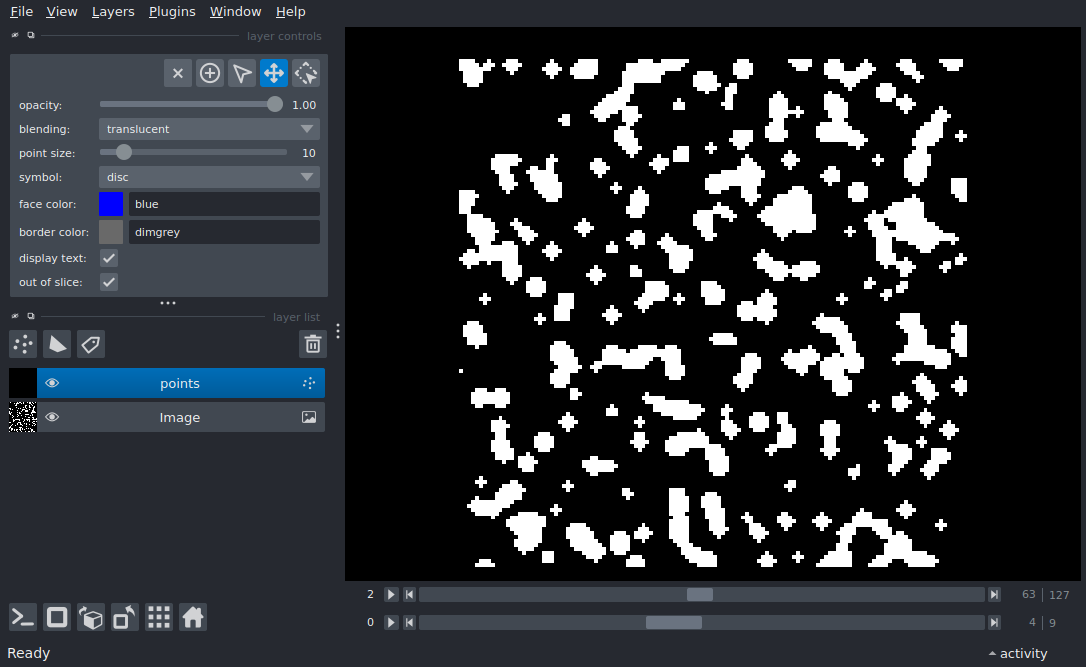 File View Layers Plugins Window Help
layer controls
opacity: 1.00
blending: translucent
point size: 10
symbol: disc
face color: blue
border color: dimgrey
display text:
out of slice:
layer list
points
Image
2 63 127
0 4 9
Ready activity